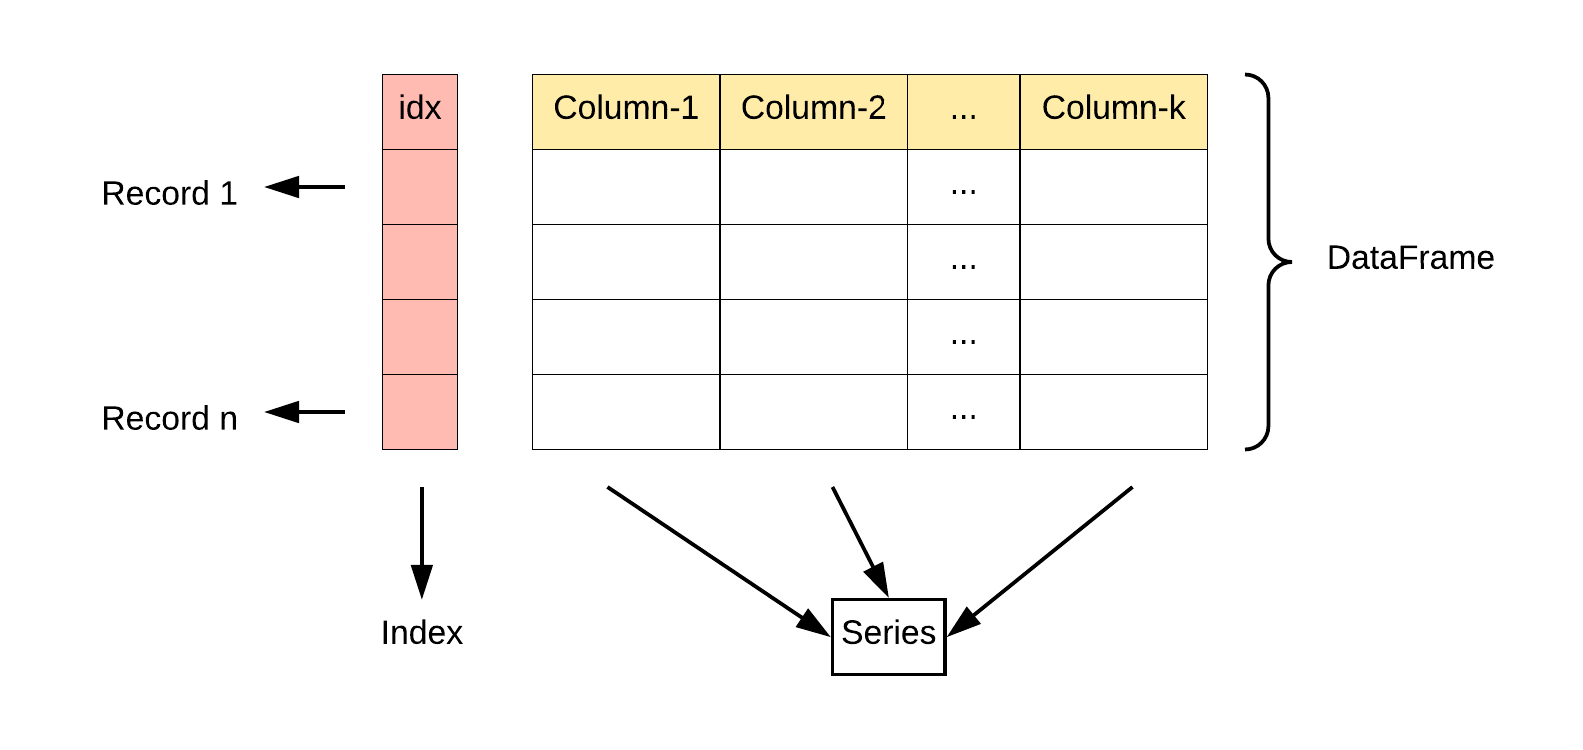 idx Column-1 Column-2 ... Column-k
Record 1 ...
... DataFrame
...
Record n ...
Index Series